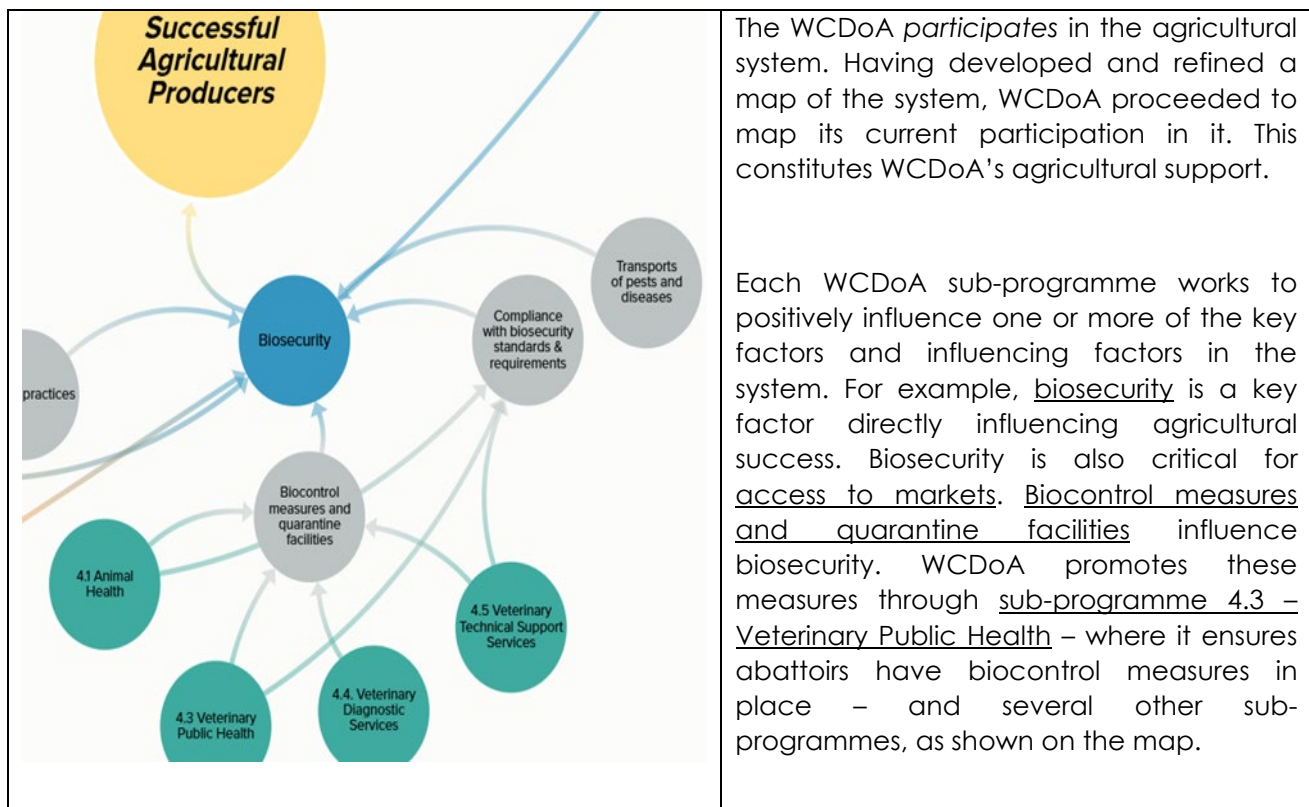 Successful
Agricultural
Producers
Transports
of pests and
diseases
Compliance
with biosecurity
standards &
requirements
Biosecurity
practices
Biocontrol
measures and
quarantine
facilities
4.1 Animal
Health
4.5 Veterinary
Technical Support
Services
4.4. Veterinary
Diagnostic
Services
4.3 Veterinary
Public Health
The WCDoA participates in the agricultural
system. Having developed and refined a
map of the system, WCDoA proceeded to
map its current participation in it. This
constitutes WCDoA’s agricultural support.
Each WCDoA sub-programme works to
positively influence one or more of the key
factors and influencing factors in the
system. For example, biosecurity is a key
factor directly influencing agricultural
success. Biosecurity is also critical for
access to markets. Biocontrol measures
and quarantine facilities influence
biosecurity. WCDoA promotes these
measures through sub-programme 4.3 –
Veterinary Public Health – where it ensures
abattoirs have biocontrol measures in
place – and several other sub-
programmes, as shown on the map.